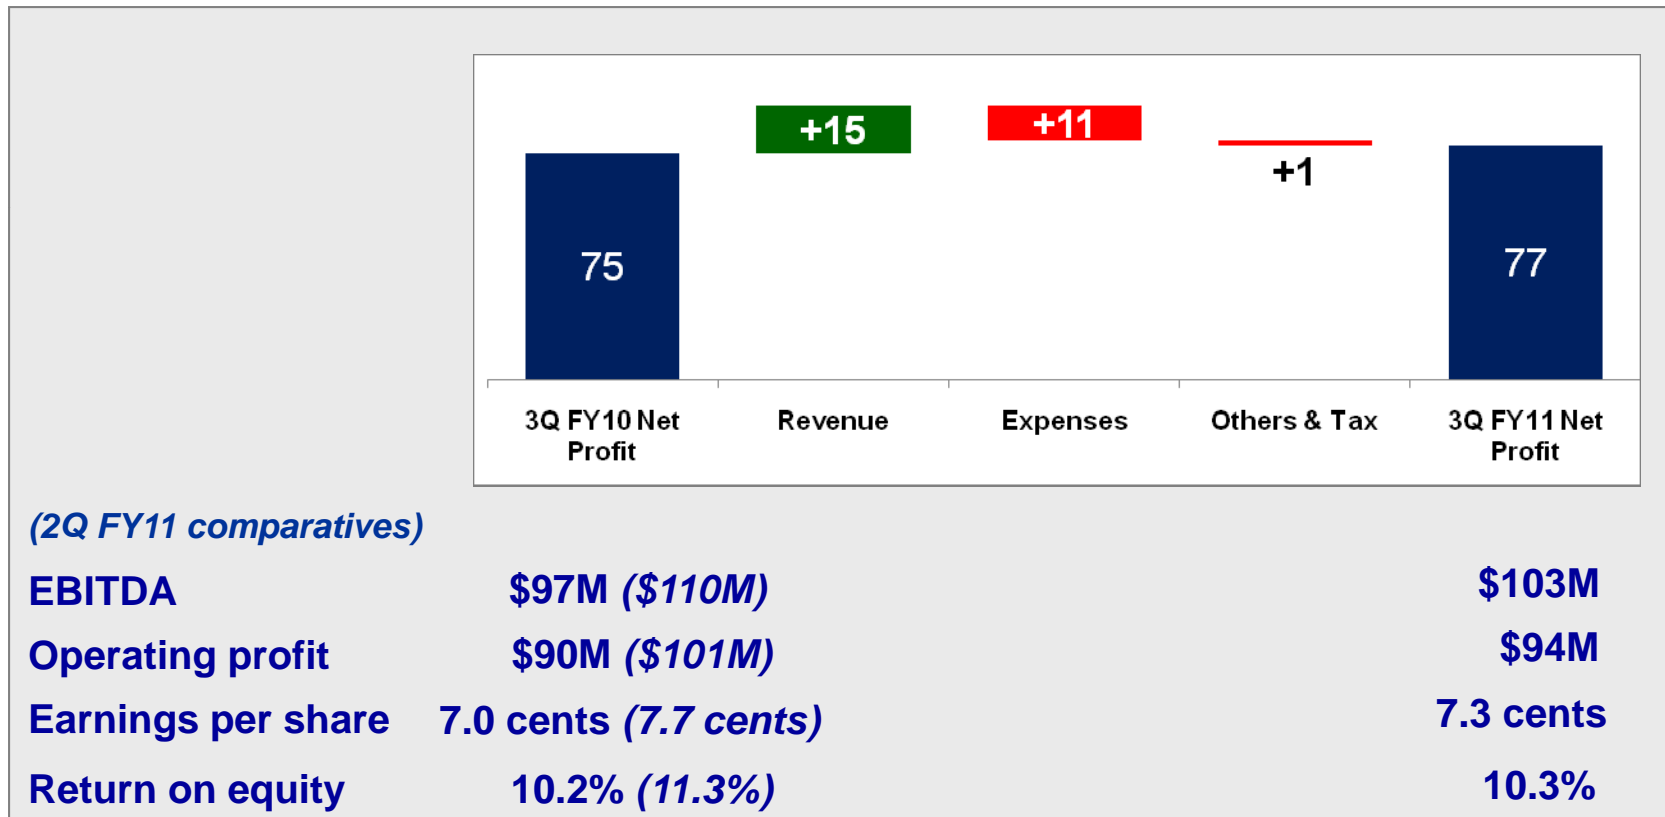 +15
+11
+1
75
77
3Q FY10 Net
Profit
Revenue
Expenses
Others & Tax
3Q FY11 Net
Profit
(2Q FY11 comparatives)
EBITDA $97M ($110M) $103M
Operating profit $90M ($101M) $94M
Earnings per share 7.0 cents (7.7 cents) 7.3 cents
Return on equity 10.2% (11.3%) 10.3%